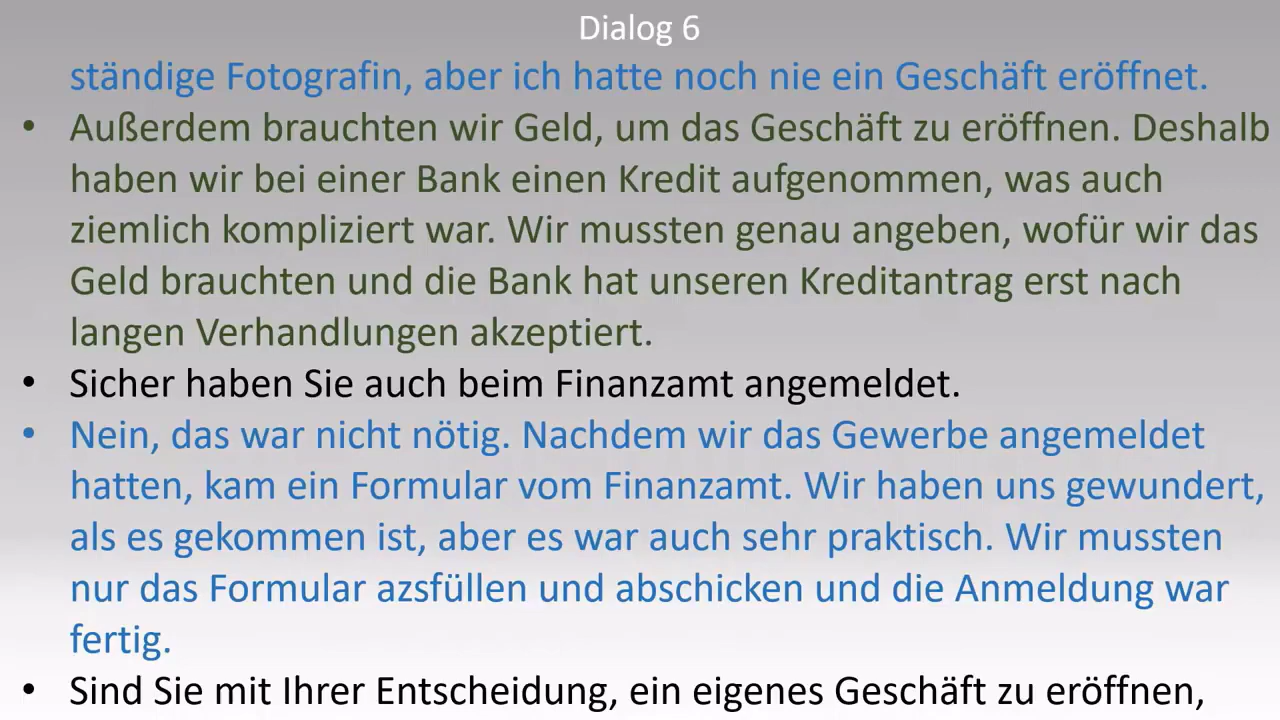 Dialog 6
ständige Fotografin, aber ich hatte noch nie ein Geschäft eröffnet.
• Außerdem brauchten wir Geld, um das Geschäft zu eröffnen. Deshalb
haben wir bei einer Bank einen Kredit aufgenommen, was auch
ziemlich kompliziert war. Wir mussten genau angeben, wofür wir das
Geld brauchten und die Bank hat unseren Kreditantrag erst nach
langen Verhandlungen akzeptiert.
• Sicher haben Sie auch beim Finanzamt angemeldet.
• Nein, das war nicht nötig. Nachdem wir das Gewerbe angemeldet
hatten, kam ein Formular vom Finanzamt. Wir haben uns gewundert,
als es gekommen ist, aber es war auch sehr praktisch. Wir mussten
nur das Formular azsfüllen und abschicken und die Anmeldung war
fertig.
• Sind Sie mit Ihrer Entscheidung, ein eigenes Geschäft zu eröffnen,